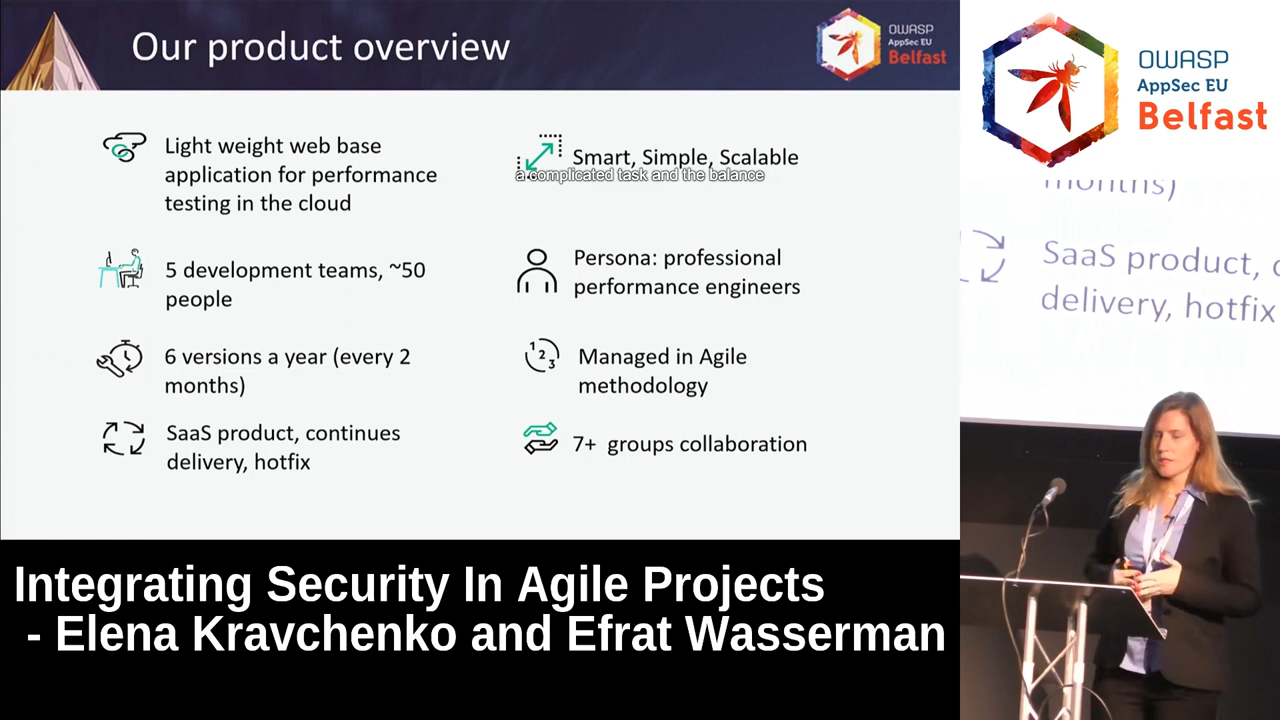 Our product overview
OWASP
AppSec EU
Belfast
Light weight web base
application for performance
testing in the cloud
Smart, Simple, Scalable
a complicated task and the balance
5 development teams, ~50
people
Persona: professional
performance engineers
6 versions a year (every 2
months)
1 2 3
Managed in Agile
methodology
SaaS product, continues
delivery, hotfix
7+ groups collaboration
OWASP
AppSec EU
Belfast
months)
SaaS product, c
delivery, hotfix
Integrating Security In Agile Projects
- Elena Kravchenko and Efrat Wasserman